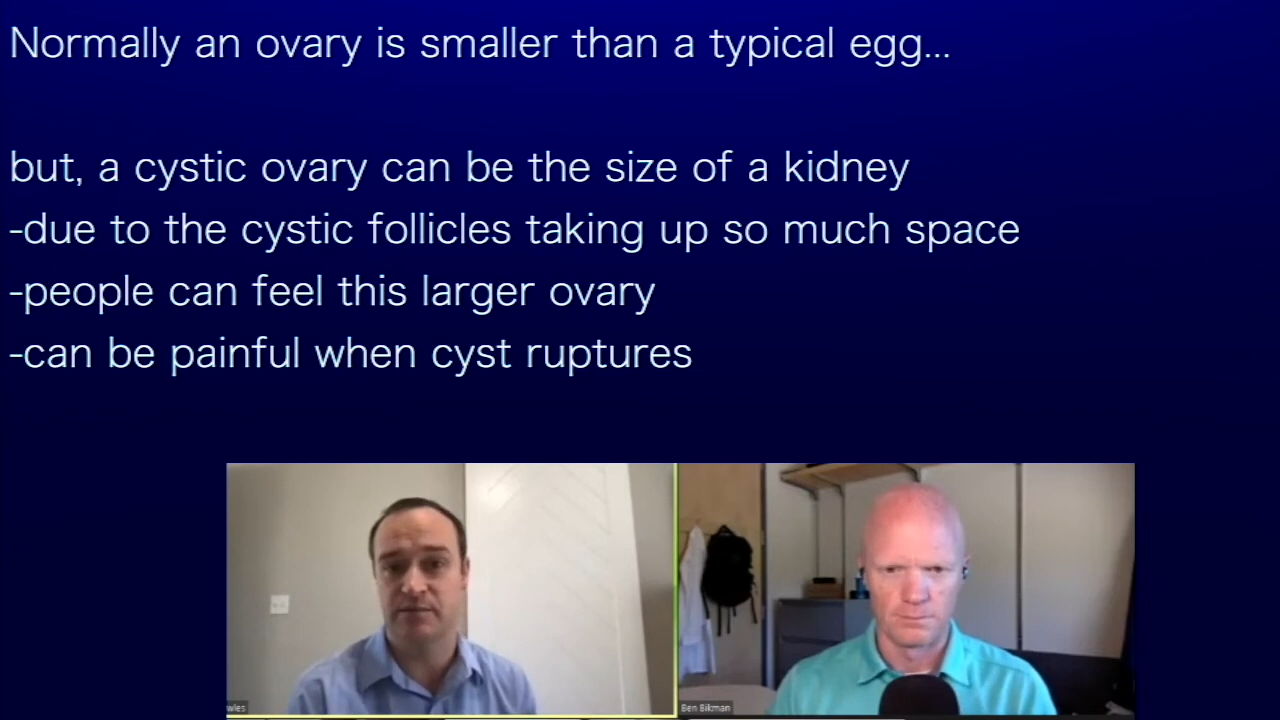 Normally an ovary is smaller than a typical egg...
but, a cystic ovary can be the size of a kidney
-due to the cystic follicles taking up so much space
-people can feel this larger ovary
-can be painful when cyst ruptures
wles
Ben Bikman